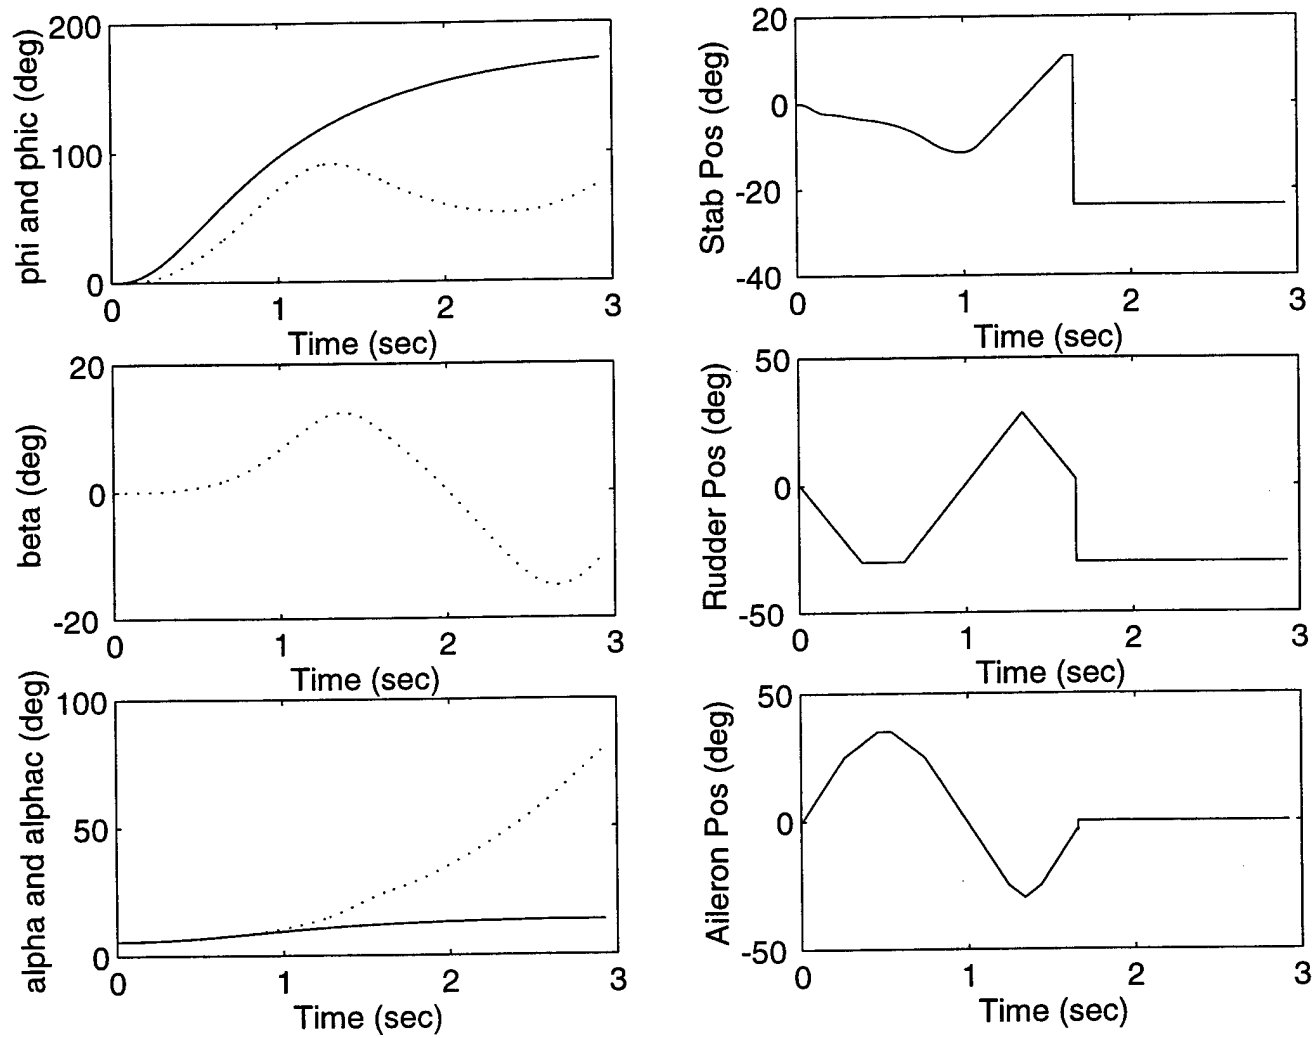 phi and phic (deg)
200
100
0
0 1 2 3
Time (sec)
Stab Pos (deg)
20
0
-20
-40
0 1 2 3
Time (sec)
beta (deg)
20
0
-20
0 1 2 3
Time (sec)
Rudder Pos (deg)
50
0
-50
0 1 2 3
Time (sec)
alpha and alphac (deg)
100
50
0
0 1 2 3
Time (sec)
Aileron Pos (deg)
50
0
-50
0 1 2 3
Time (sec)